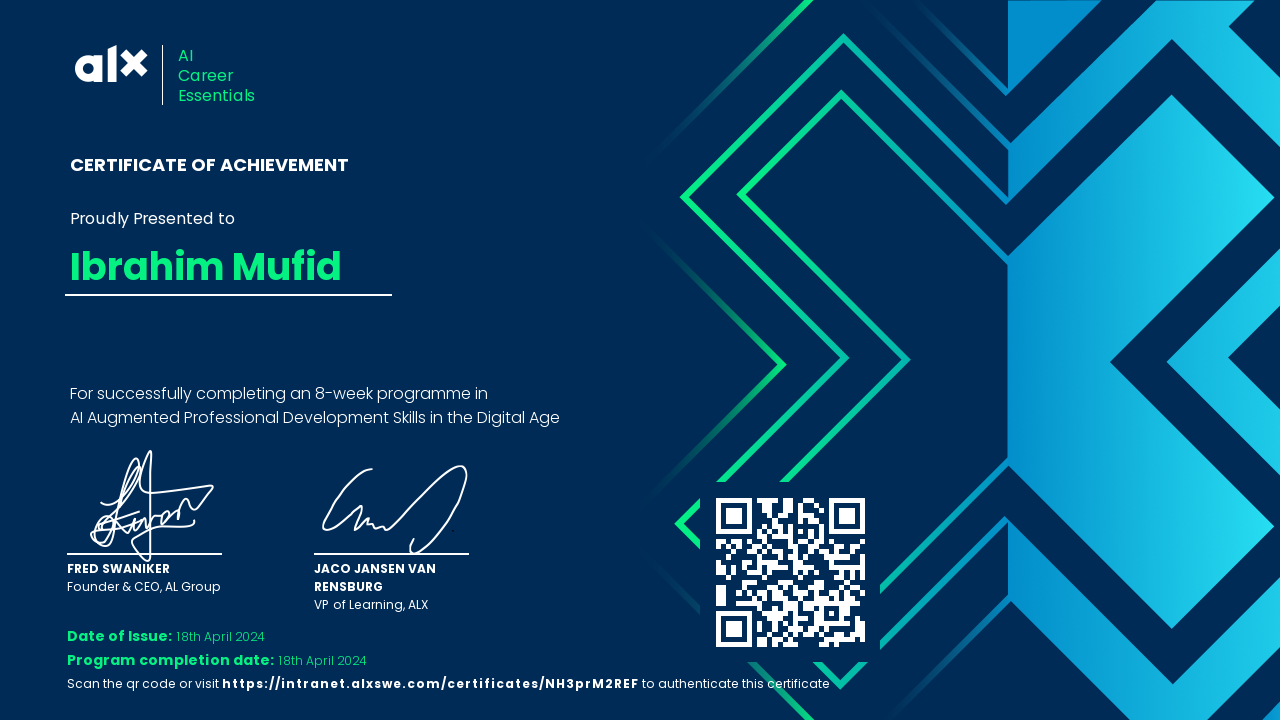 alx
AI
Career
Essentials
CERTIFICATE OF ACHIEVEMENT
Proudly Presented to
Ibrahim Mufid
For successfully completing an 8-week programme in
AI Augmented Professional Development Skills in the Digital Age
FRED SWANIKER
Founder & CEO, AL Group
JACO JANSEN VAN
RENSBURG
VP of Learning, ALX
Date of Issue: 18th April 2024
Program completion date: 18th April 2024
Scan the qr code or visit https://intranet.alxswe.com/certificates/NH3prM2REF to authenticate this certificate